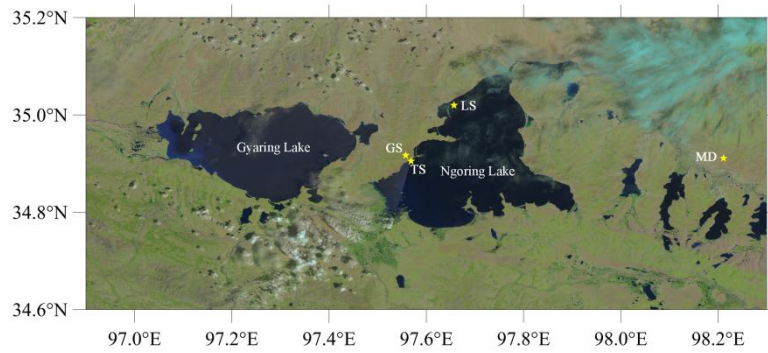 35.2°N
35.0°N
34.8°N
34.6°N
LS
GS
TS
Gyaring Lake
Ngoring Lake
MD
97.0°E 97.2°E 97.4°E 97.6°E 97.8°E 98.0°E 98.2°E